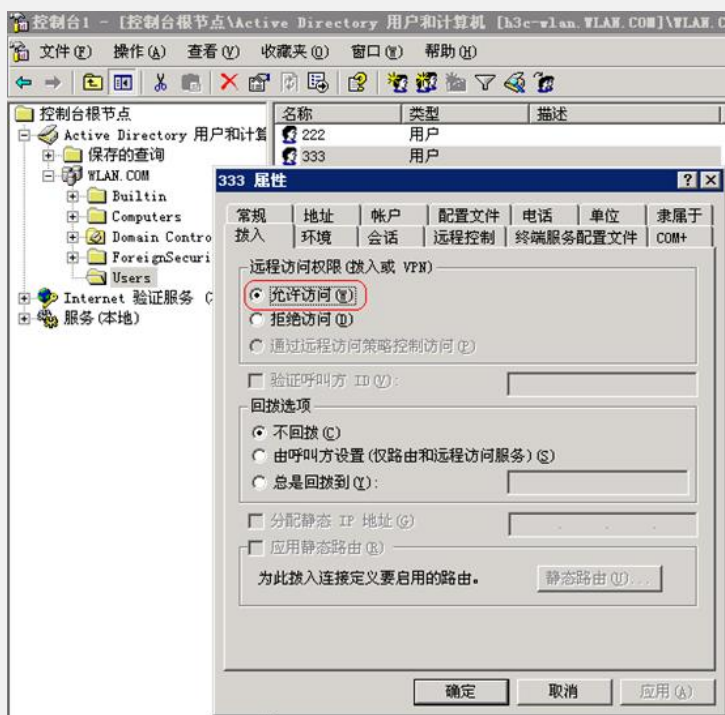 控制台1 - [控制台根节点\Active Directory 用户和计算机 [h3c-wlan.WLAN.COM]\WLAN.C
文件(F) 操作(A) 查看(V) 收藏夹(O) 窗口(W) 帮助(H)
控制台根节点
Active Directory 用户和计算
保存的查询
WLAN.COM
Builtin
Computers
Domain Contro
ForeignSecuri
Users
Internet 验证服务 (
服务(本地)
名称 类型 描述
222 用户
333 用户
333 属性
常规 地址 帐户 配置文件 电话 单位 隶属于
拨入 环境 会话 远程控制 终端服务配置文件 COM+
远程访问权限(拨入或 VPN)
允许访问(W)
拒绝访问(D)
通过远程访问策略控制访问(P)
验证呼叫方 ID(V):
回拨选项
不回拨(C)
由呼叫方设置(仅路由和远程访问服务)(S)
总是回拨到(Y):
分配静态 IP 地址(G)
应用静态路由(R)
为此拨入连接定义要启用的路由。 静态路由(U)...
确定 取消 应用(A)